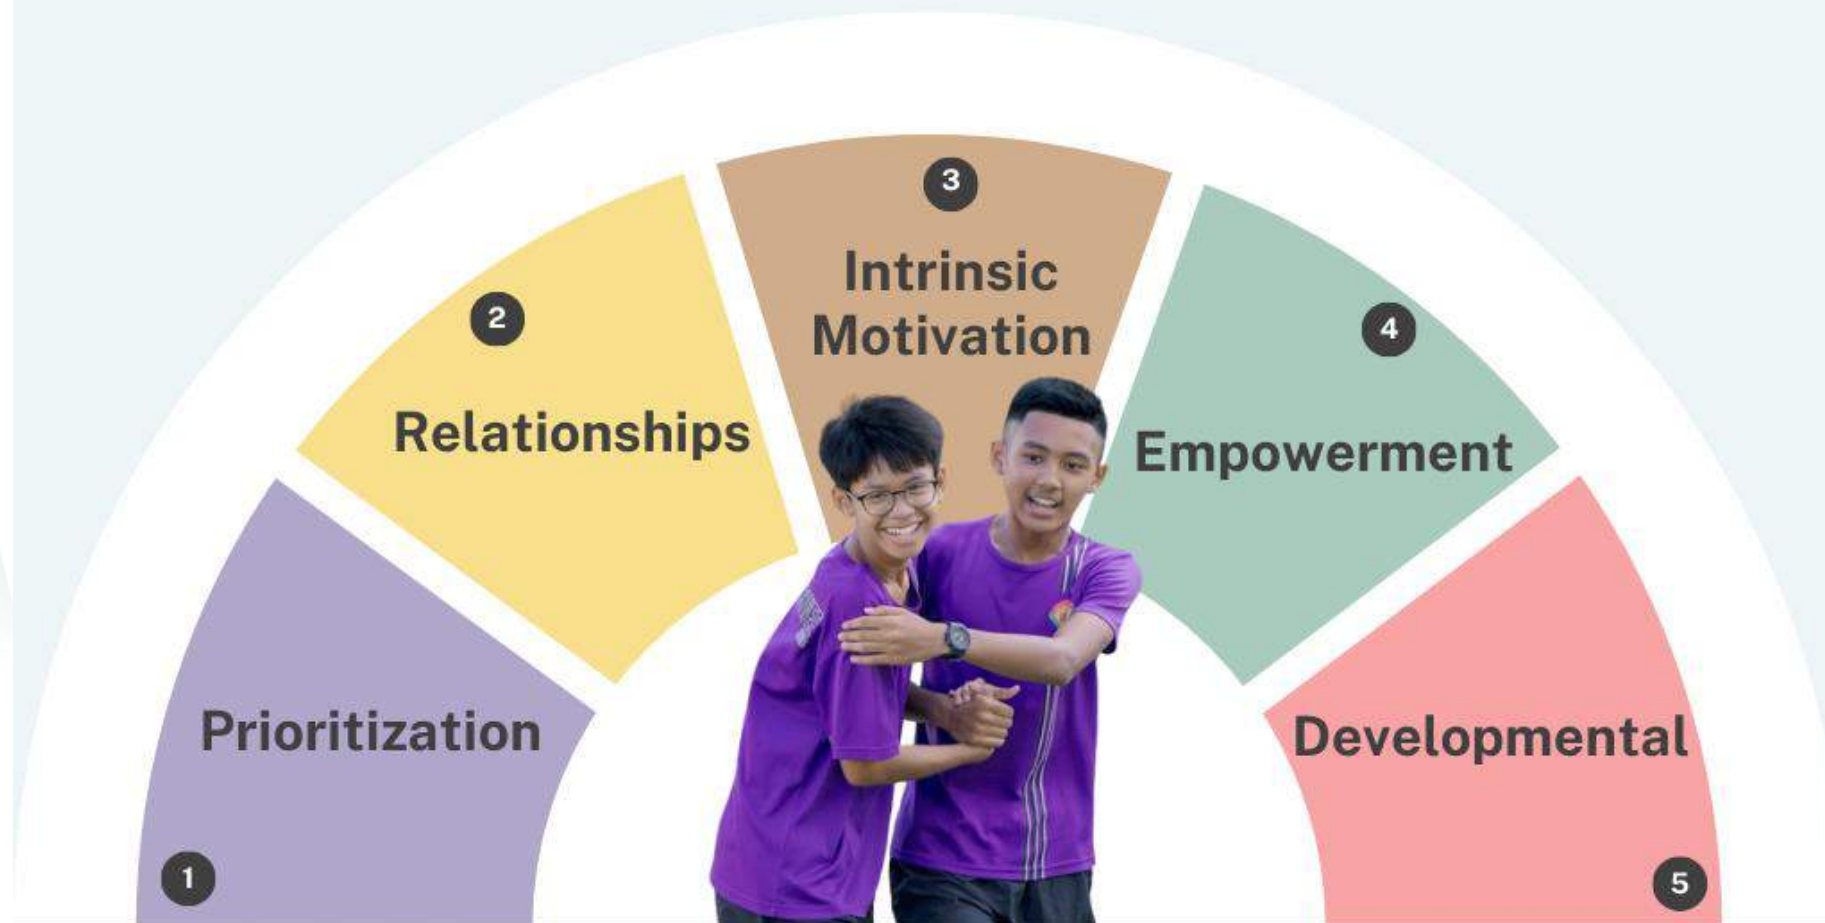 1
Prioritization
2
Relationships
3
Intrinsic
Motivation
4
Empowerment
5
Developmental